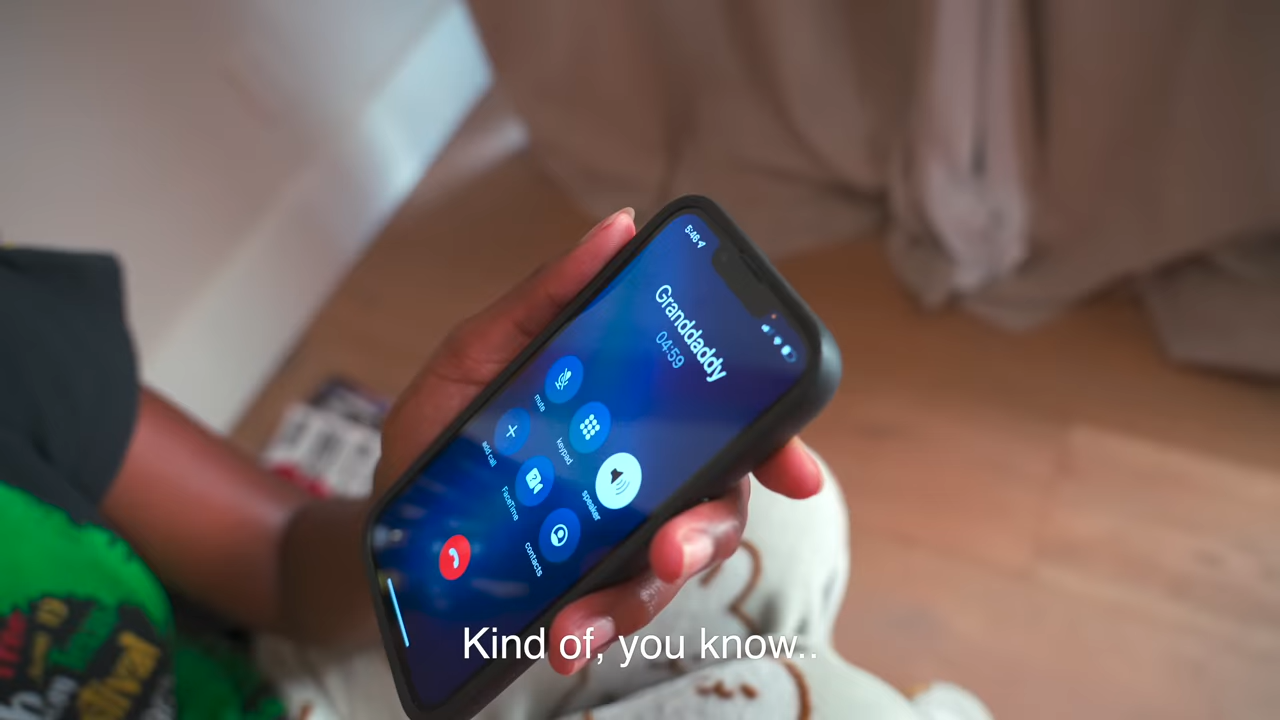 5:46
Granddaddy
04:59
mute
keypad
speaker
add call
FaceTime
contacts
Kind of, you know..